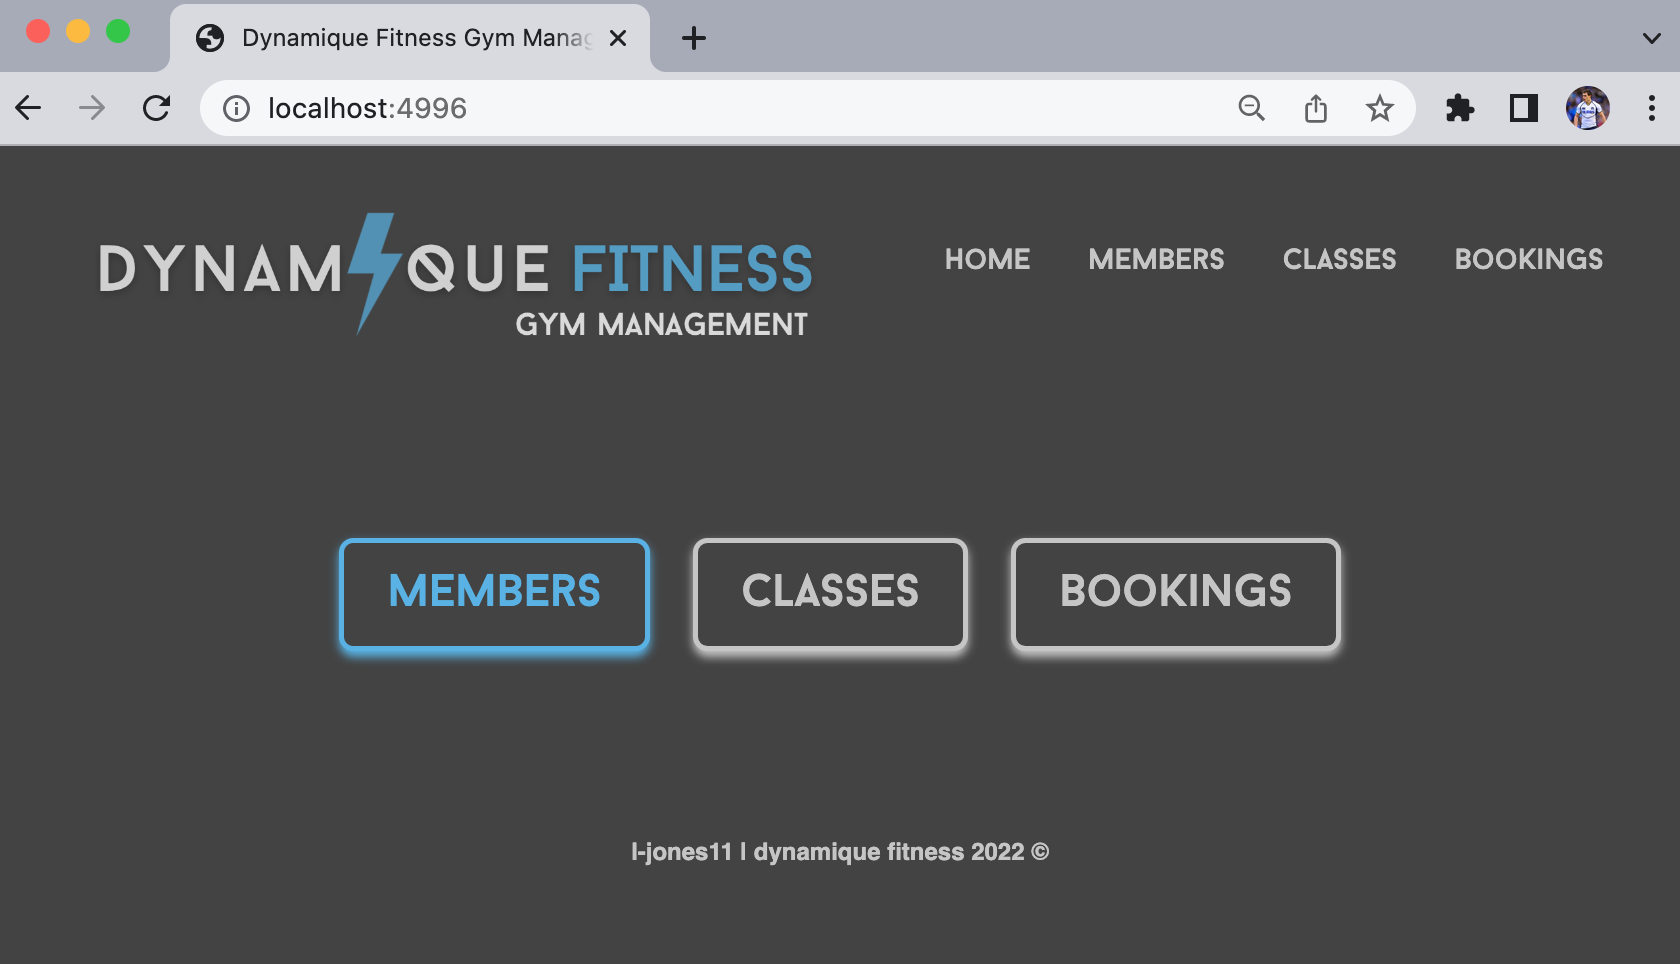 Dynamique Fitness Gym Manag
localhost:4996
DYNAMIQUE FITNESS
GYM MANAGEMENT
HOME MEMBERS CLASSES BOOKINGS
MEMBERS CLASSES BOOKINGS
l-jones11 | dynamique fitness 2022 ©